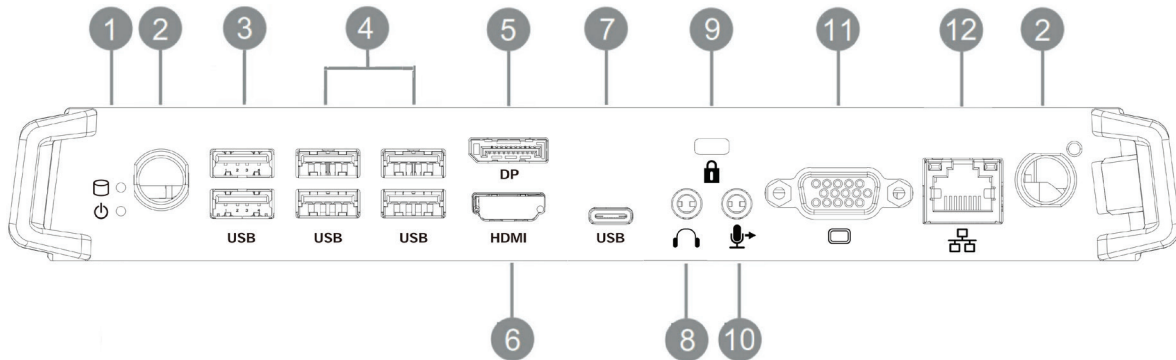 1 2 3 4 5 7 9 11 12 2
DP
USB USB USB HDMI USB
6 8 10